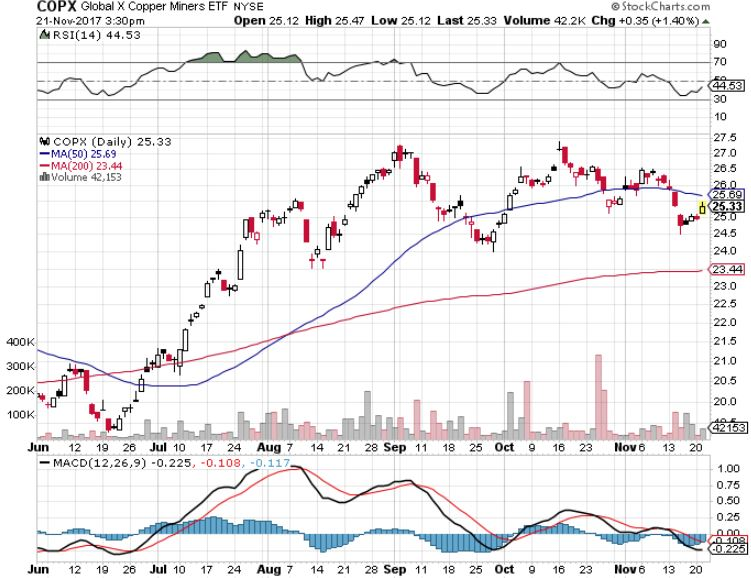 COPX Global X Copper Miners ETF NYSE © StockCharts.com
21-Nov-2017 3:30pm Open 25.12 High 25.47 Low 25.12 Last 25.33 Volume 42.2K Chg +0.35 (+1.40%)
RSI(14) 44.53
90
70
50
44.53
30
10
COPX (Daily) 25.33
MA(50) 25.69
MA(200) 23.44
Volume 42,153
27.5
27.0
26.5
26.0
25.69
25.33
25.0
24.5
24.0
23.44
23.0
22.5
22.0
21.5
21.0
20.5
20.0
19.5
400K
300K
200K
100K
42153
Jun 12 19 26 Jul 10 17 24 Aug 7 14 21 28 Sep 11 18 25 Oct 9 16 23 Nov 6 13 20
MACD(12,26,9) -0.225, -0.108, -0.117
1.00
0.75
0.50
0.25
0.00
-0.108
-0.225
Jun 12 19 26 Jul 10 17 24 Aug 7 14 21 28 Sep 11 18 25 Oct 9 16 23 Nov 6 13 20